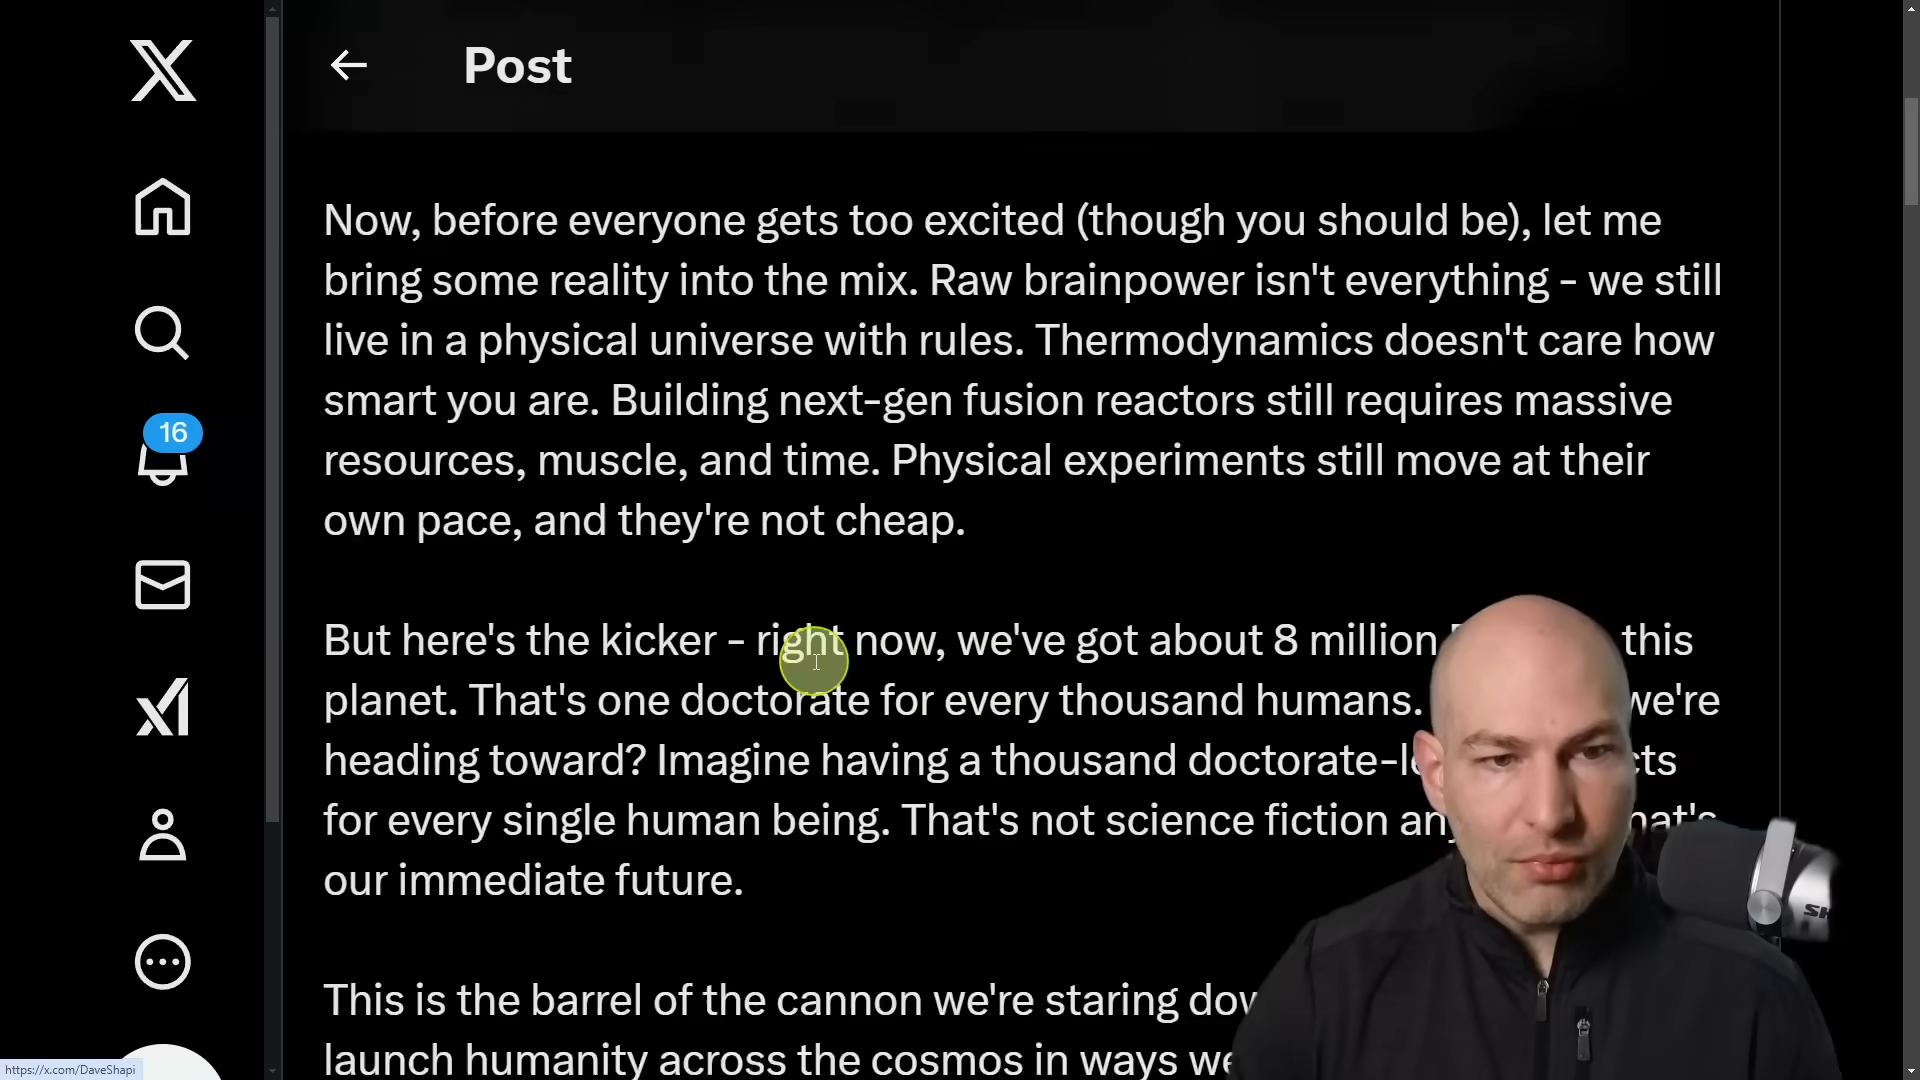 Post
16
Now, before everyone gets too excited (though you should be), let me
bring some reality into the mix. Raw brainpower isn't everything - we still
live in a physical universe with rules. Thermodynamics doesn't care how
smart you are. Building next-gen fusion reactors still requires massive
resources, muscle, and time. Physical experiments still move at their
own pace, and they're not cheap.
But here's the kicker - right now, we've got about 8 million this
planet. That's one doctorate for every thousand humans. we're
heading toward? Imagine having a thousand doctorate-
for every single human being. That's not science fiction
our immediate future.
This is the barrel of the cannon we're staring
launch humanity across the cosmos in ways
https://x.com/DaveShapi